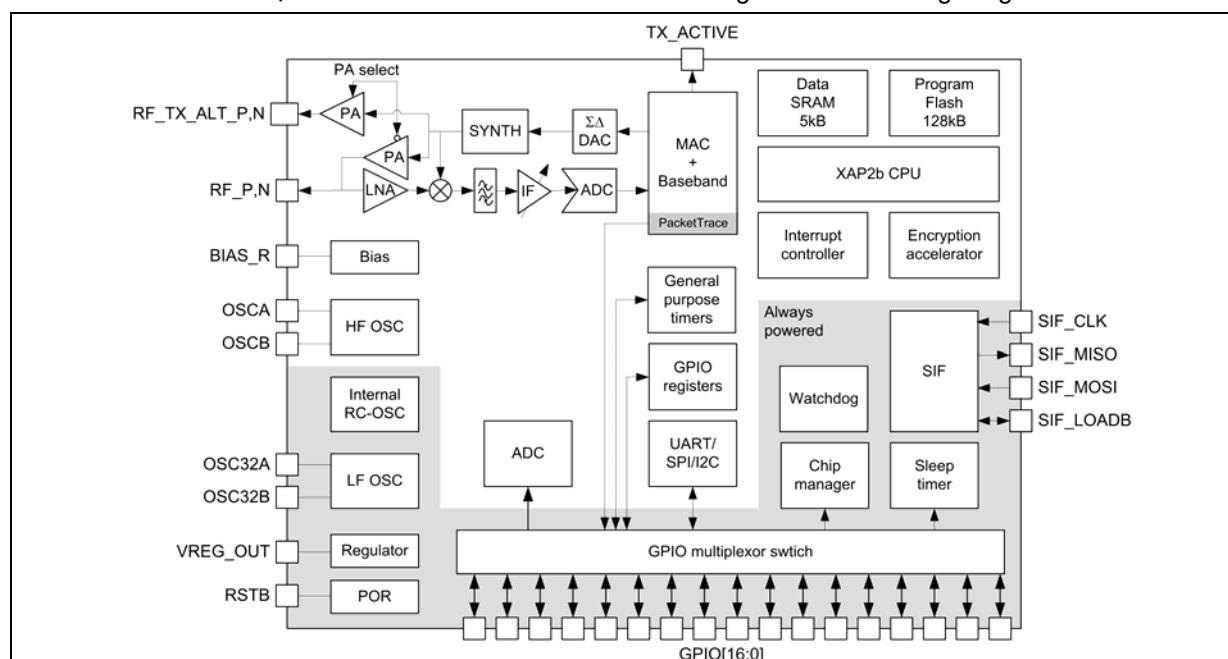 TX_ACTIVE
PA select
RF_TX_ALT_P,N
PA
SYNTH
ΣΔ
DAC
MAC
+
Baseband
PacketTrace
Data
SRAM
5kB
Program
Flash
128kB
PA
RF_P,N
LNA
IF
ADC
XAP2b CPU
Interrupt
controller
Encryption
accelerator
BIAS_R
Bias
OSCA
OSCB
HF OSC
General
purpose
timers
Always
powered
SIF
SIF_CLK
SIF_MISO
SIF_MOSI
SIF_LOADB
Internal
RC-OSC
GPIO
registers
Watchdog
OSC32A
OSC32B
LF OSC
ADC
UART/
SPI/I2C
Chip
manager
Sleep
timer
VREG_OUT
Regulator
GPIO multiplexor swtich
RSTB
POR
GPIO[16:0]